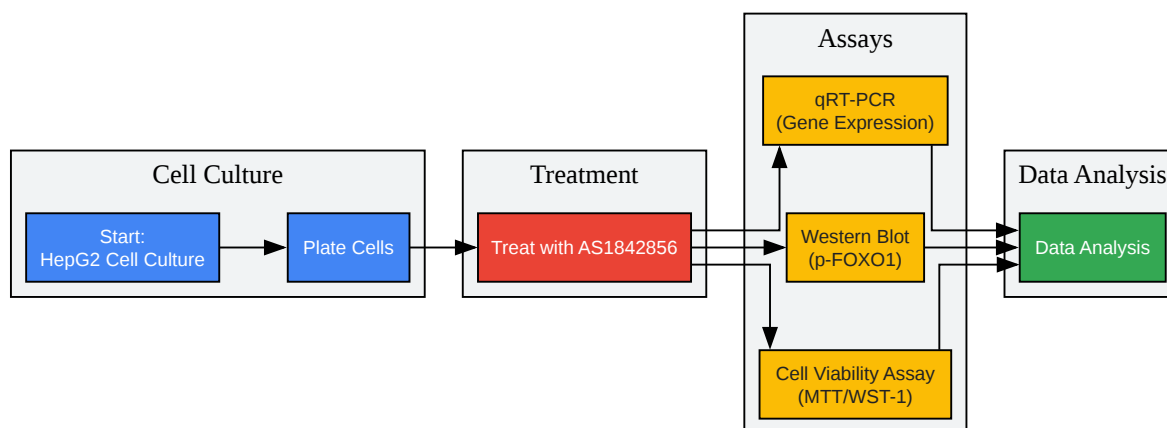 Cell Culture
Start:
HepG2 Cell Culture
Plate Cells
Treatment
Treat with AS1842856
Assays
qRT-PCR
(Gene Expression)
Western Blot
(p-FOXO1)
Cell Viability Assay
(MTT/WST-1)
Data Analysis
Data Analysis